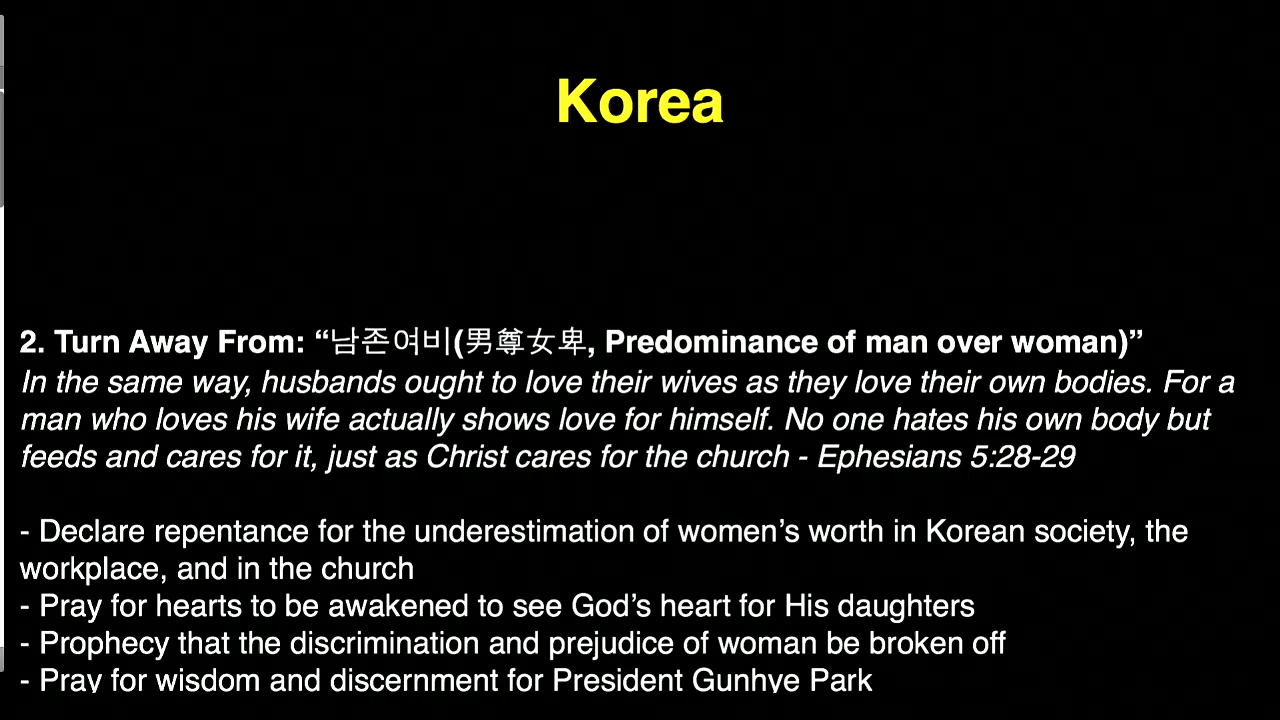 Korea
2. Turn Away From: “남존여비(男尊女卑, Predominance of man over woman)”
In the same way, husbands ought to love their wives as they love their own bodies. For a
man who loves his wife actually shows love for himself. No one hates his own body but
feeds and cares for it, just as Christ cares for the church - Ephesians 5:28-29
- Declare repentance for the underestimation of women’s worth in Korean society, the
workplace, and in the church
- Pray for hearts to be awakened to see God’s heart for His daughters
- Prophecy that the discrimination and prejudice of woman be broken off
- Pray for wisdom and discernment for President Gunhye Park